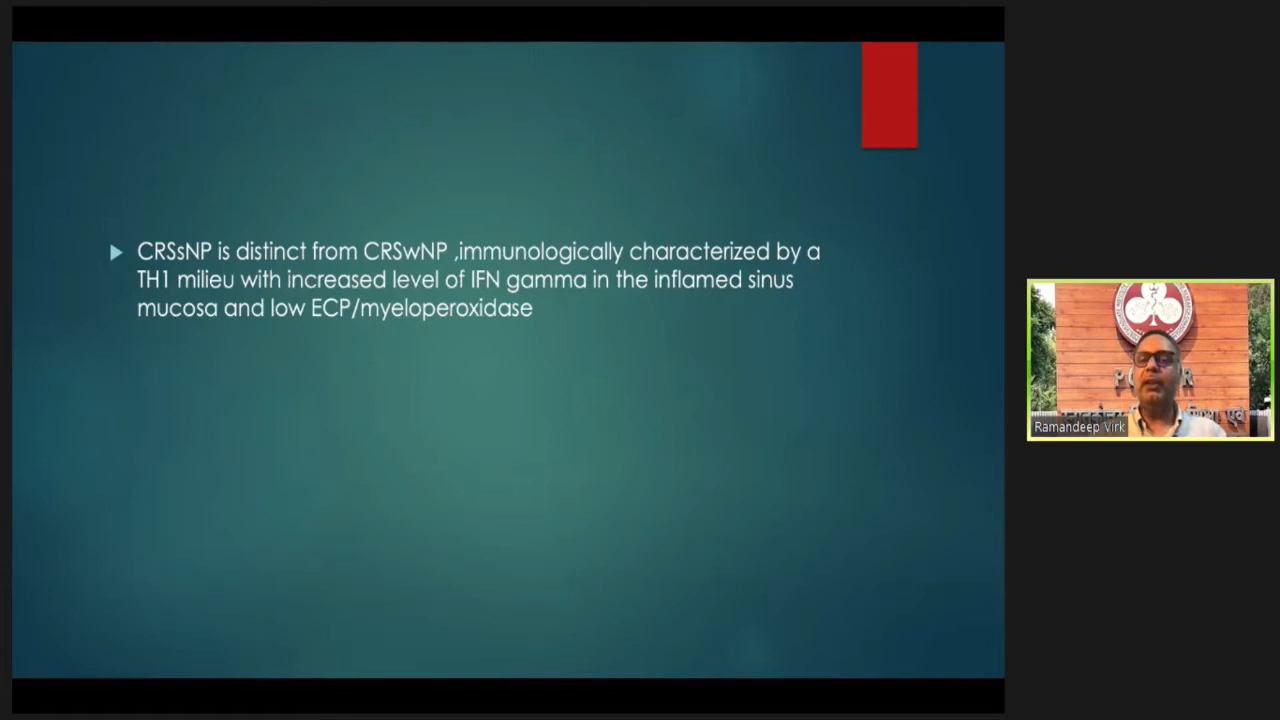 CRSsNP is distinct from CRSwNP ,immunologically characterized by a
TH1 milieu with increased level of IFN gamma in the inflamed sinus
mucosa and low ECP/myeloperoxidase
Ramandeep Virk